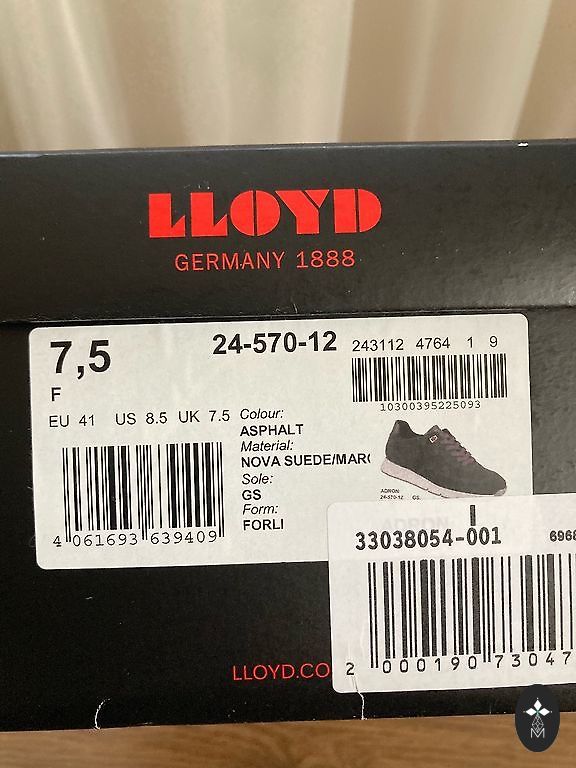 LLOYD
GERMANY 1888
7,5
24-570-12
243112 4764 1 9
F
10300395225093
EU 41 US 8.5 UK 7.5
Colour:
ASPHALT
Material:
NOVA SUEDE/MAR
Sole:
GS
Form:
FORLI
ADRON
24-570-12 GS
4 061693 639409
33038054-001
6968
LLOYD.CO
2 000190 73047
M